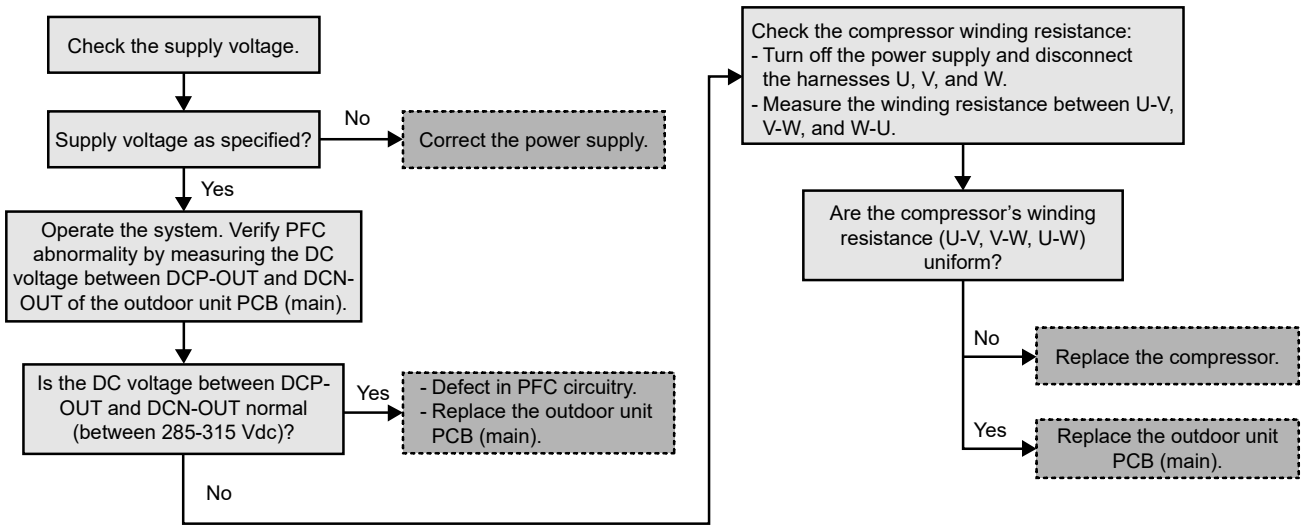 Check the supply voltage.
Supply voltage as specified?
No
Correct the power supply.
Yes
Operate the system. Verify PFC
abnormality by measuring the DC
voltage between DCP-OUT and DCN-
OUT of the outdoor unit PCB (main).
Is the DC voltage between DCP-
OUT and DCN-OUT normal
(between 285-315 Vdc)?
Yes
- Defect in PFC circuitry.
- Replace the outdoor unit
PCB (main).
No
Check the compressor winding resistance:
- Turn off the power supply and disconnect
the harnesses U, V, and W.
- Measure the winding resistance between U-V,
V-W, and W-U.
Are the compressor's winding
resistance (U-V, V-W, U-W)
uniform?
No
Replace the compressor.
Yes
Replace the outdoor unit
PCB (main).